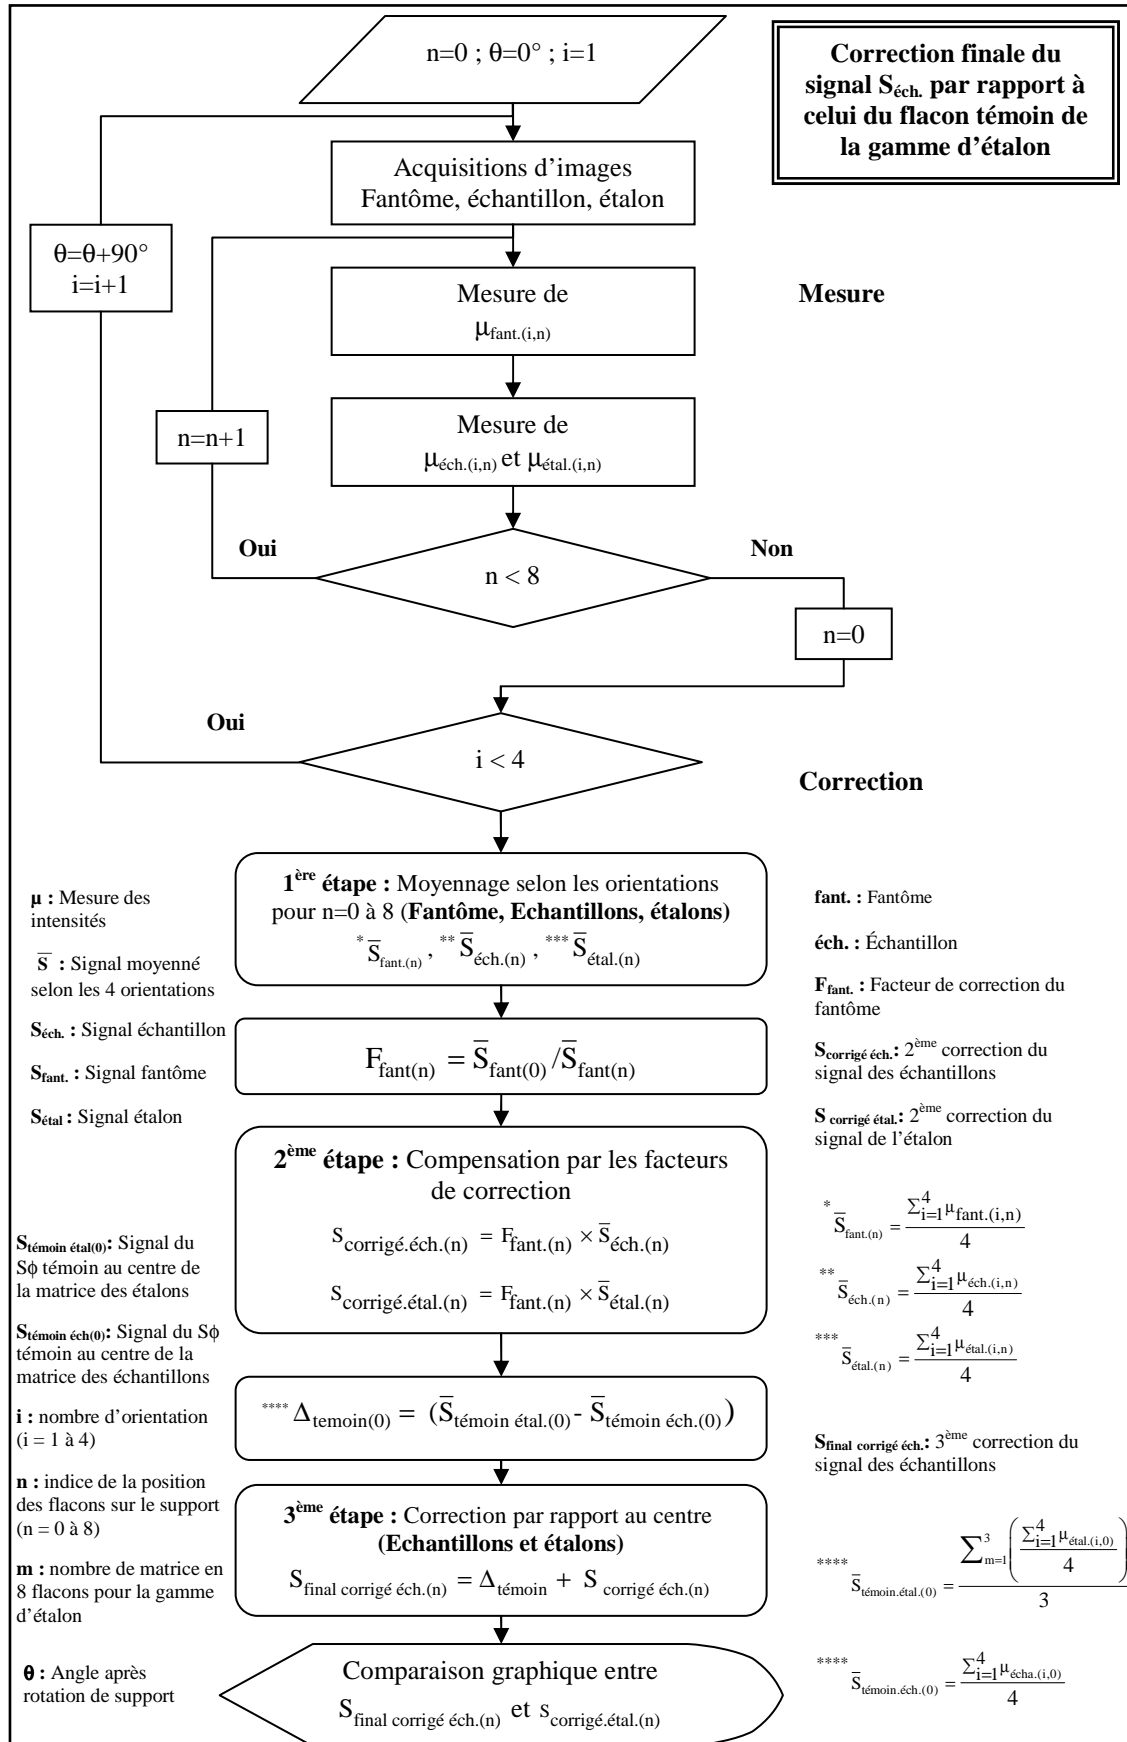 n=0 ; θ=0° ; i=1
Correction finale du
signal Séch. par rapport à
celui du flacon témoin de
la gamme d'étalon
Acquisitions d'images
Fantôme, échantillon, étalon
θ=θ+90°
i=i+1
Mesure de
μfant.(i,n)
Mesure
n=n+1
Mesure de
μéch.(i,n) et μétal.(i,n)
Oui
Non
n < 8
n=0
Oui
i < 4
Correction
1ère étape : Moyennage selon les orientations
pour n=0 à 8 (Fantôme, Echantillons, étalons)
* S̅fant.(n) , ** S̅éch.(n) , *** S̅étal.(n)
Ffant(n) = S̅fant(0) /S̅fant(n)
2ème étape : Compensation par les facteurs
de correction
Scorrigé.éch.(n) = Ffant.(n) × S̅éch.(n)
Scorrigé.étal.(n) = Ffant.(n) × S̅étal.(n)
**** Δtemoin(0) = (S̅témoin étal.(0) - S̅témoin éch.(0))
3ème étape : Correction par rapport au centre
(Echantillons et étalons)
Sfinal corrigé éch.(n) = Δtémoin + S corrigé éch.(n)
Comparaison graphique entre
Sfinal corrigé éch.(n) et scorrigé.étal.(n)
μ : Mesure des
intensités
S̅ : Signal moyenné
selon les 4 orientations
Séch. : Signal échantillon
Sfant. : Signal fantôme
Sétal : Signal étalon
Stémoin étal(0): Signal du
Sϕ témoin au centre de
la matrice des étalons
Stémoin éch(0): Signal du Sϕ
témoin au centre de la
matrice des échantillons
i : nombre d'orientation
(i = 1 à 4)
n : indice de la position
des flacons sur le support
(n = 0 à 8)
m : nombre de matrice en
8 flacons pour la gamme
d'étalon
θ : Angle après
rotation de support
fant. : Fantôme
éch. : Échantillon
Ffant. : Facteur de correction du
fantôme
Scorrigé éch.: 2ème correction du
signal des échantillons
S corrigé étal.: 2ème correction du
signal de l'étalon
* S̅fant.(n) = ∑i=1 4 μfant.(i,n) / 4
** S̅éch.(n) = ∑i=1 4 μéch.(i,n) / 4
*** S̅étal.(n) = ∑i=1 4 μétal.(i,n) / 4
Sfinal corrigé éch.: 3ème correction du
signal des échantillons
**** S̅témoin.étal.(0) = ∑m=1 3 (∑i=1 4 μétal.(i,0) / 4) / 3
**** S̅témoin.éch.(0) = ∑i=1 4 μécha.(i,0) / 4